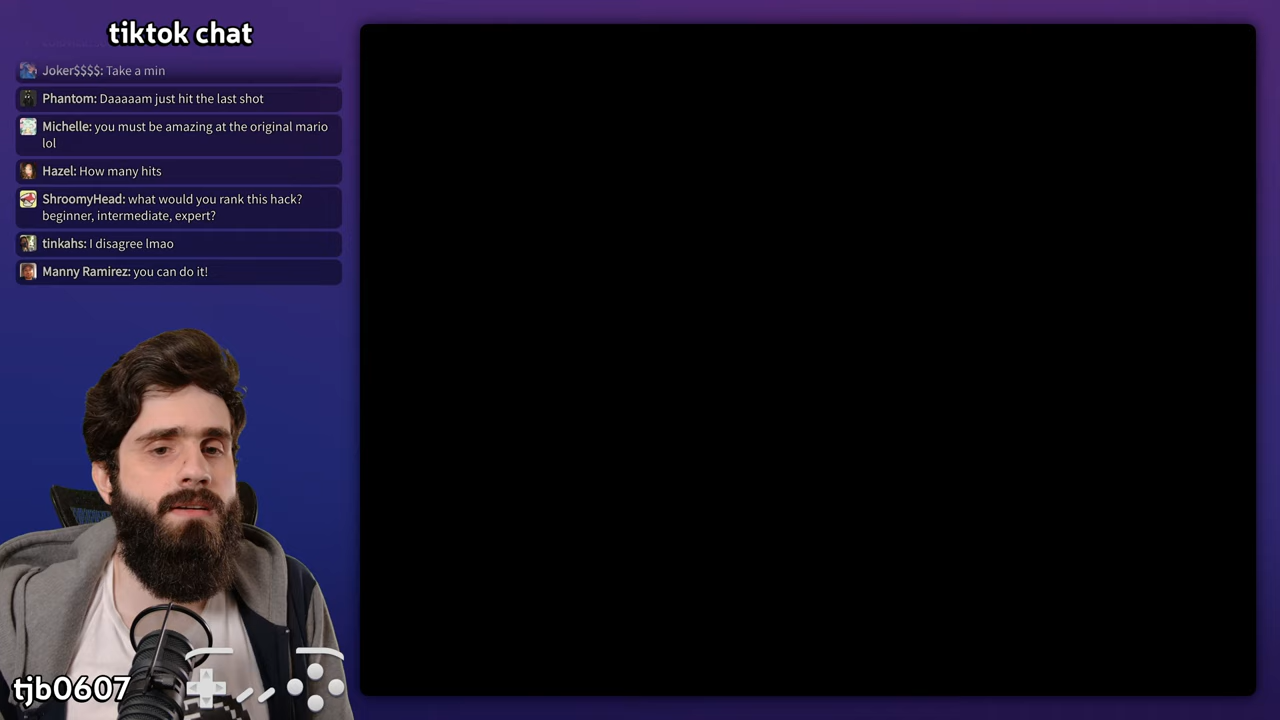 tiktok chat
Joker$$$$: Take a min
Phantom: Daaaaam just hit the last shot
Michelle: you must be amazing at the original mario
lol
Hazel: How many hits
ShroomyHead: what would you rank this hack?
beginner, intermediate, expert?
tinkahs: I disagree lmao
Manny Ramirez: you can do it!
tjb0607